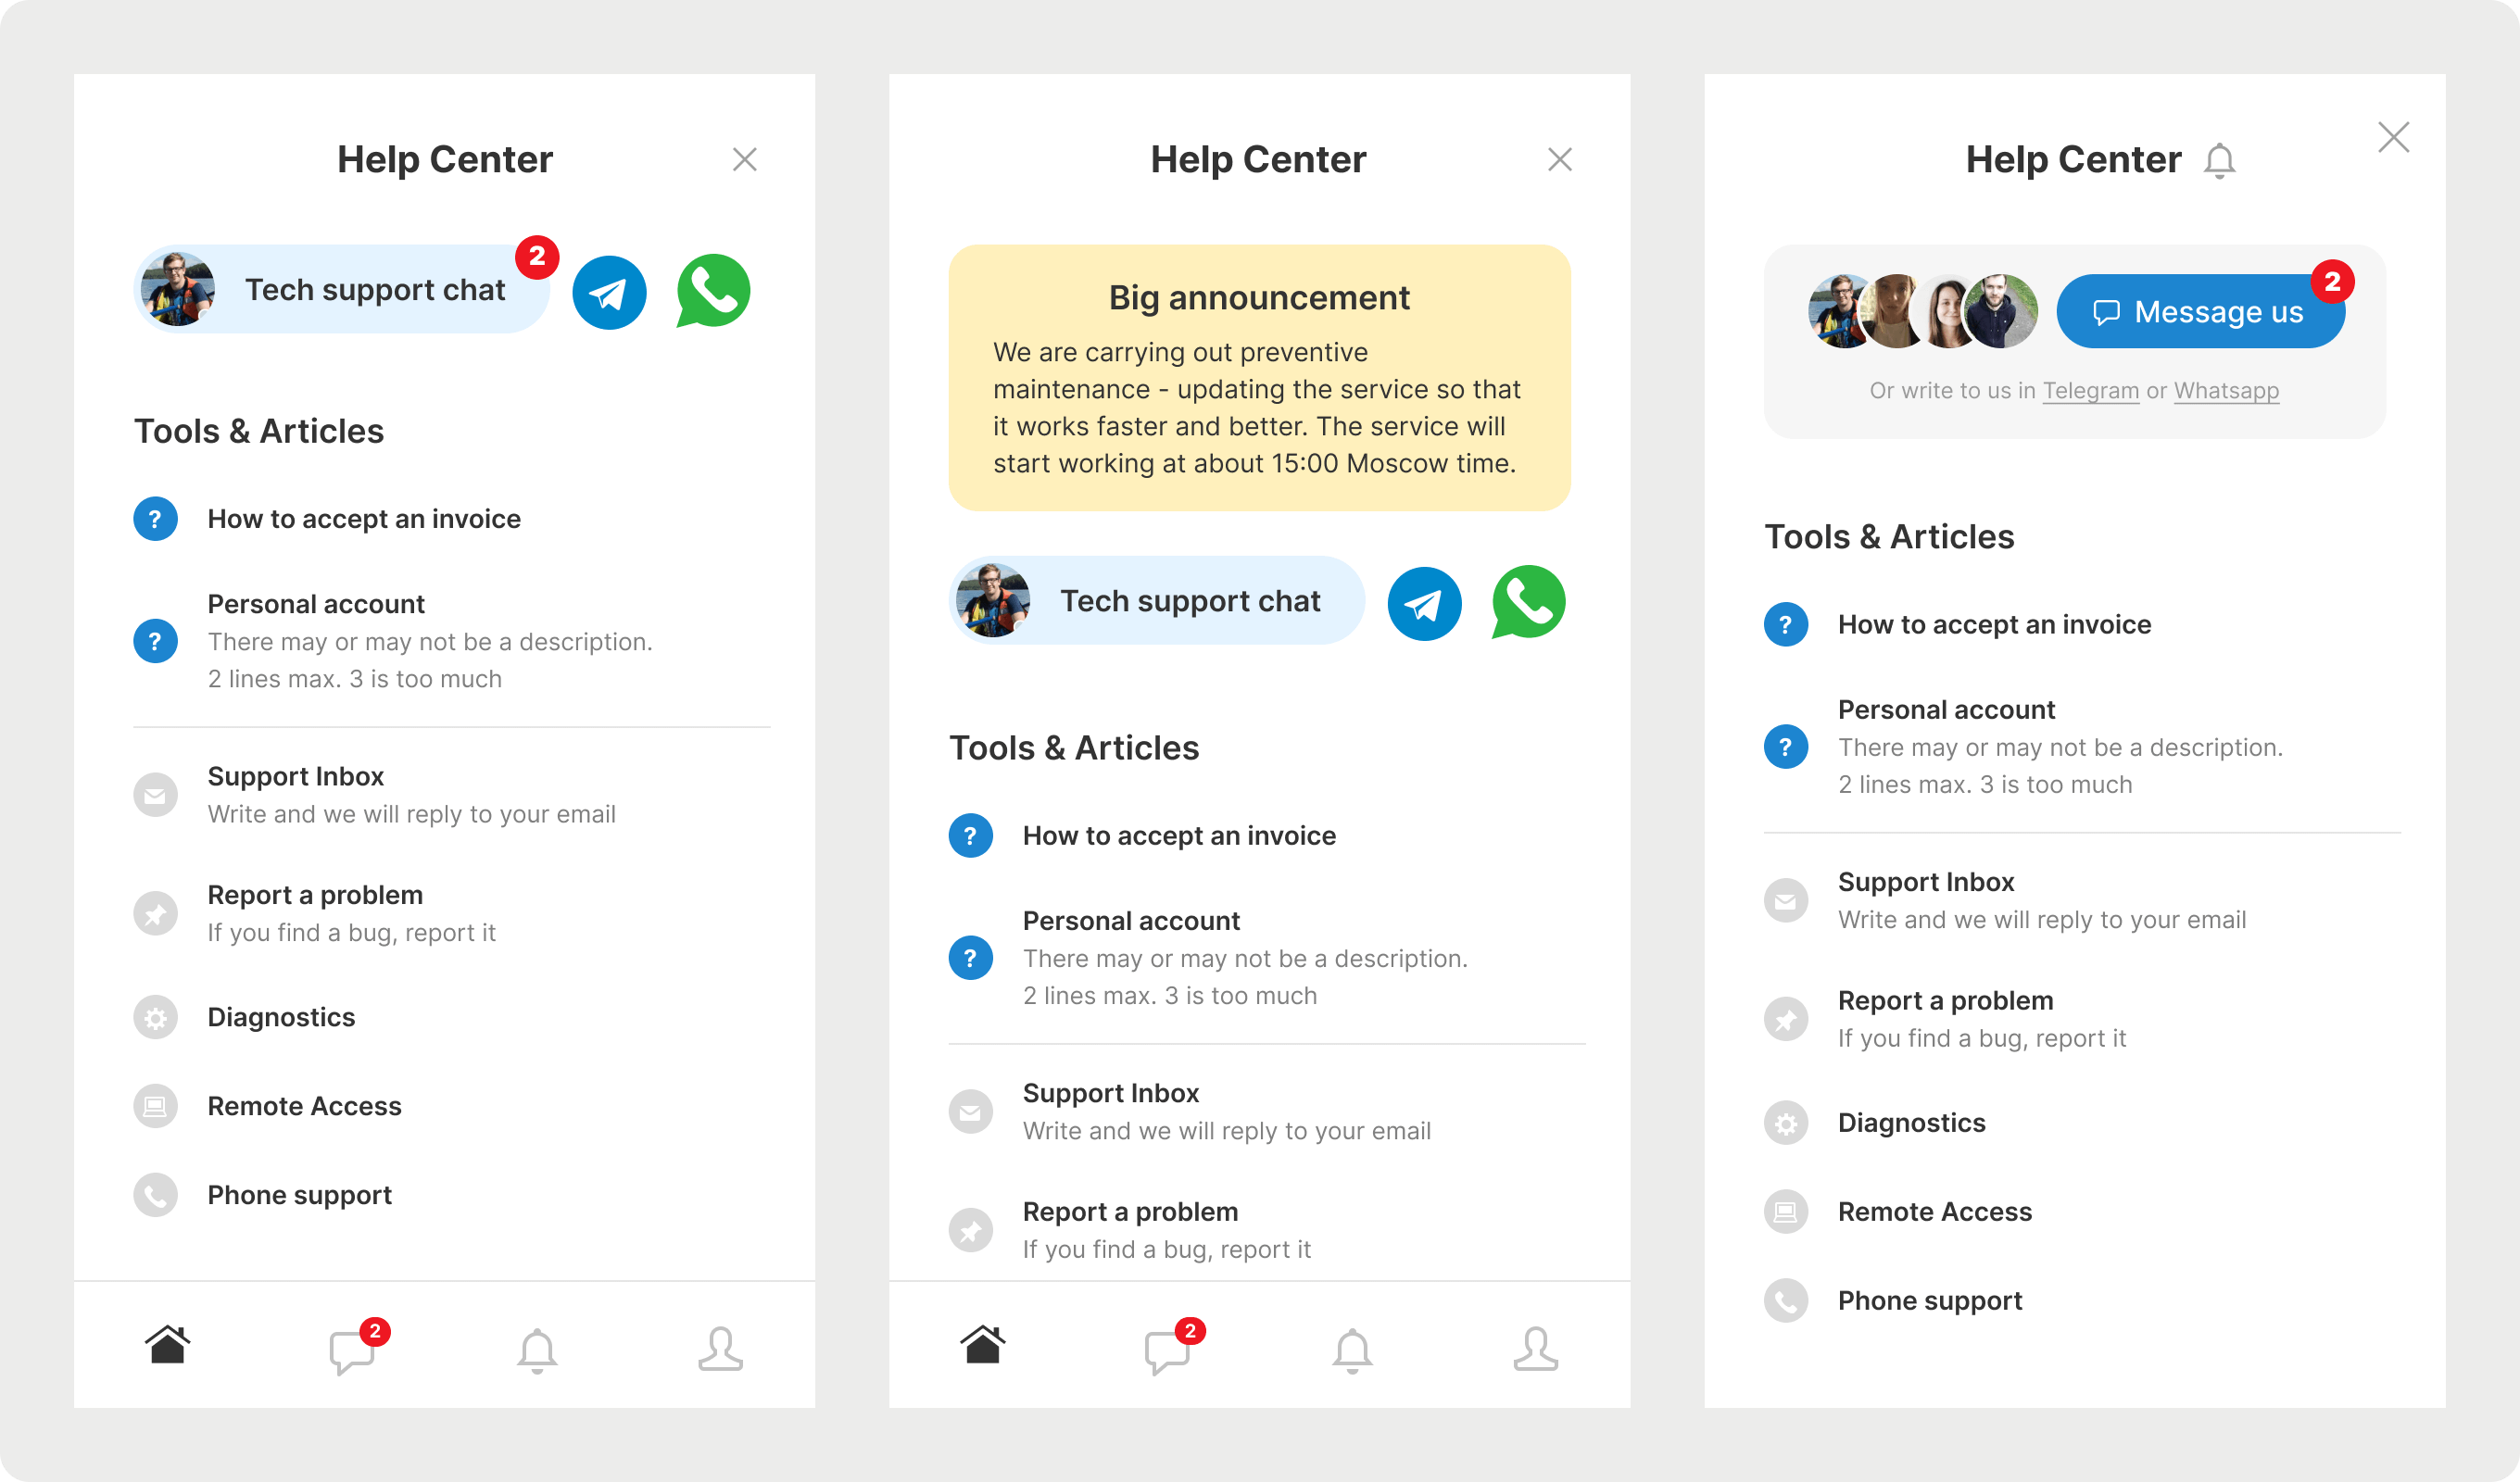 Help Center
2
Tech support chat
Tools & Articles
?
How to accept an invoice
Personal account
?
There may or may not be a description.
2 lines max. 3 is too much
Support Inbox
Write and we will reply to your email
Report a problem
If you find a bug, report it
Diagnostics
Remote Access
Phone support
2
Help Center
Big announcement
We are carrying out preventive
maintenance - updating the service so that
it works faster and better. The service will
start working at about 15:00 Moscow time.
Tech support chat
Tools & Articles
?
How to accept an invoice
Personal account
?
There may or may not be a description.
2 lines max. 3 is too much
Support Inbox
Write and we will reply to your email
Report a problem
If you find a bug, report it
2
Help Center
2
Message us
Or write to us in Telegram or Whatsapp
Tools & Articles
?
How to accept an invoice
Personal account
?
There may or may not be a description.
2 lines max. 3 is too much
Support Inbox
Write and we will reply to your email
Report a problem
If you find a bug, report it
Diagnostics
Remote Access
Phone support